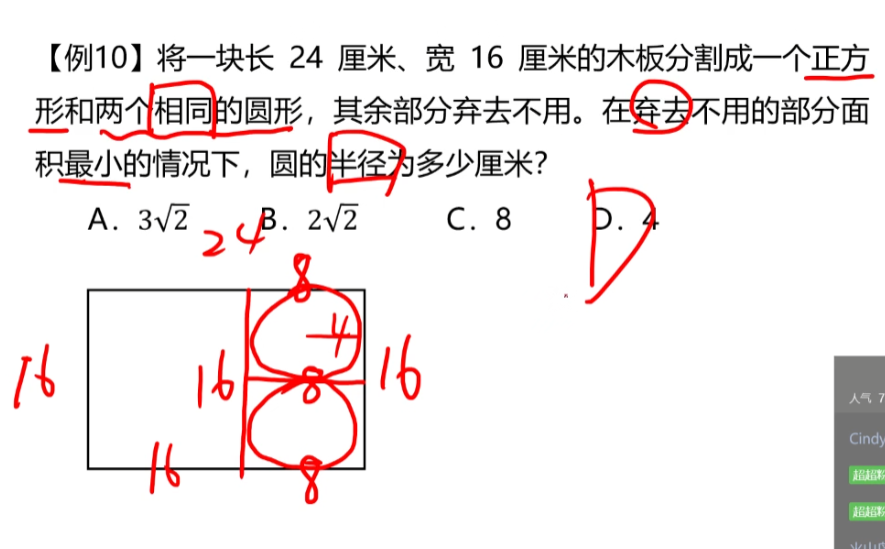 【例10】将一块长 24 厘米、宽 16 厘米的木板分割成一个正方
形和两个相同的圆形，其余部分弃去不用。在弃去不用的部分面
积最小的情况下，圆的半径为多少厘米？
A. 3√2 B. 2√2 C. 8 D. 4
24
8
4
16 16 8 16
16 8
人气 7
Cindy
超超粉
超超粉